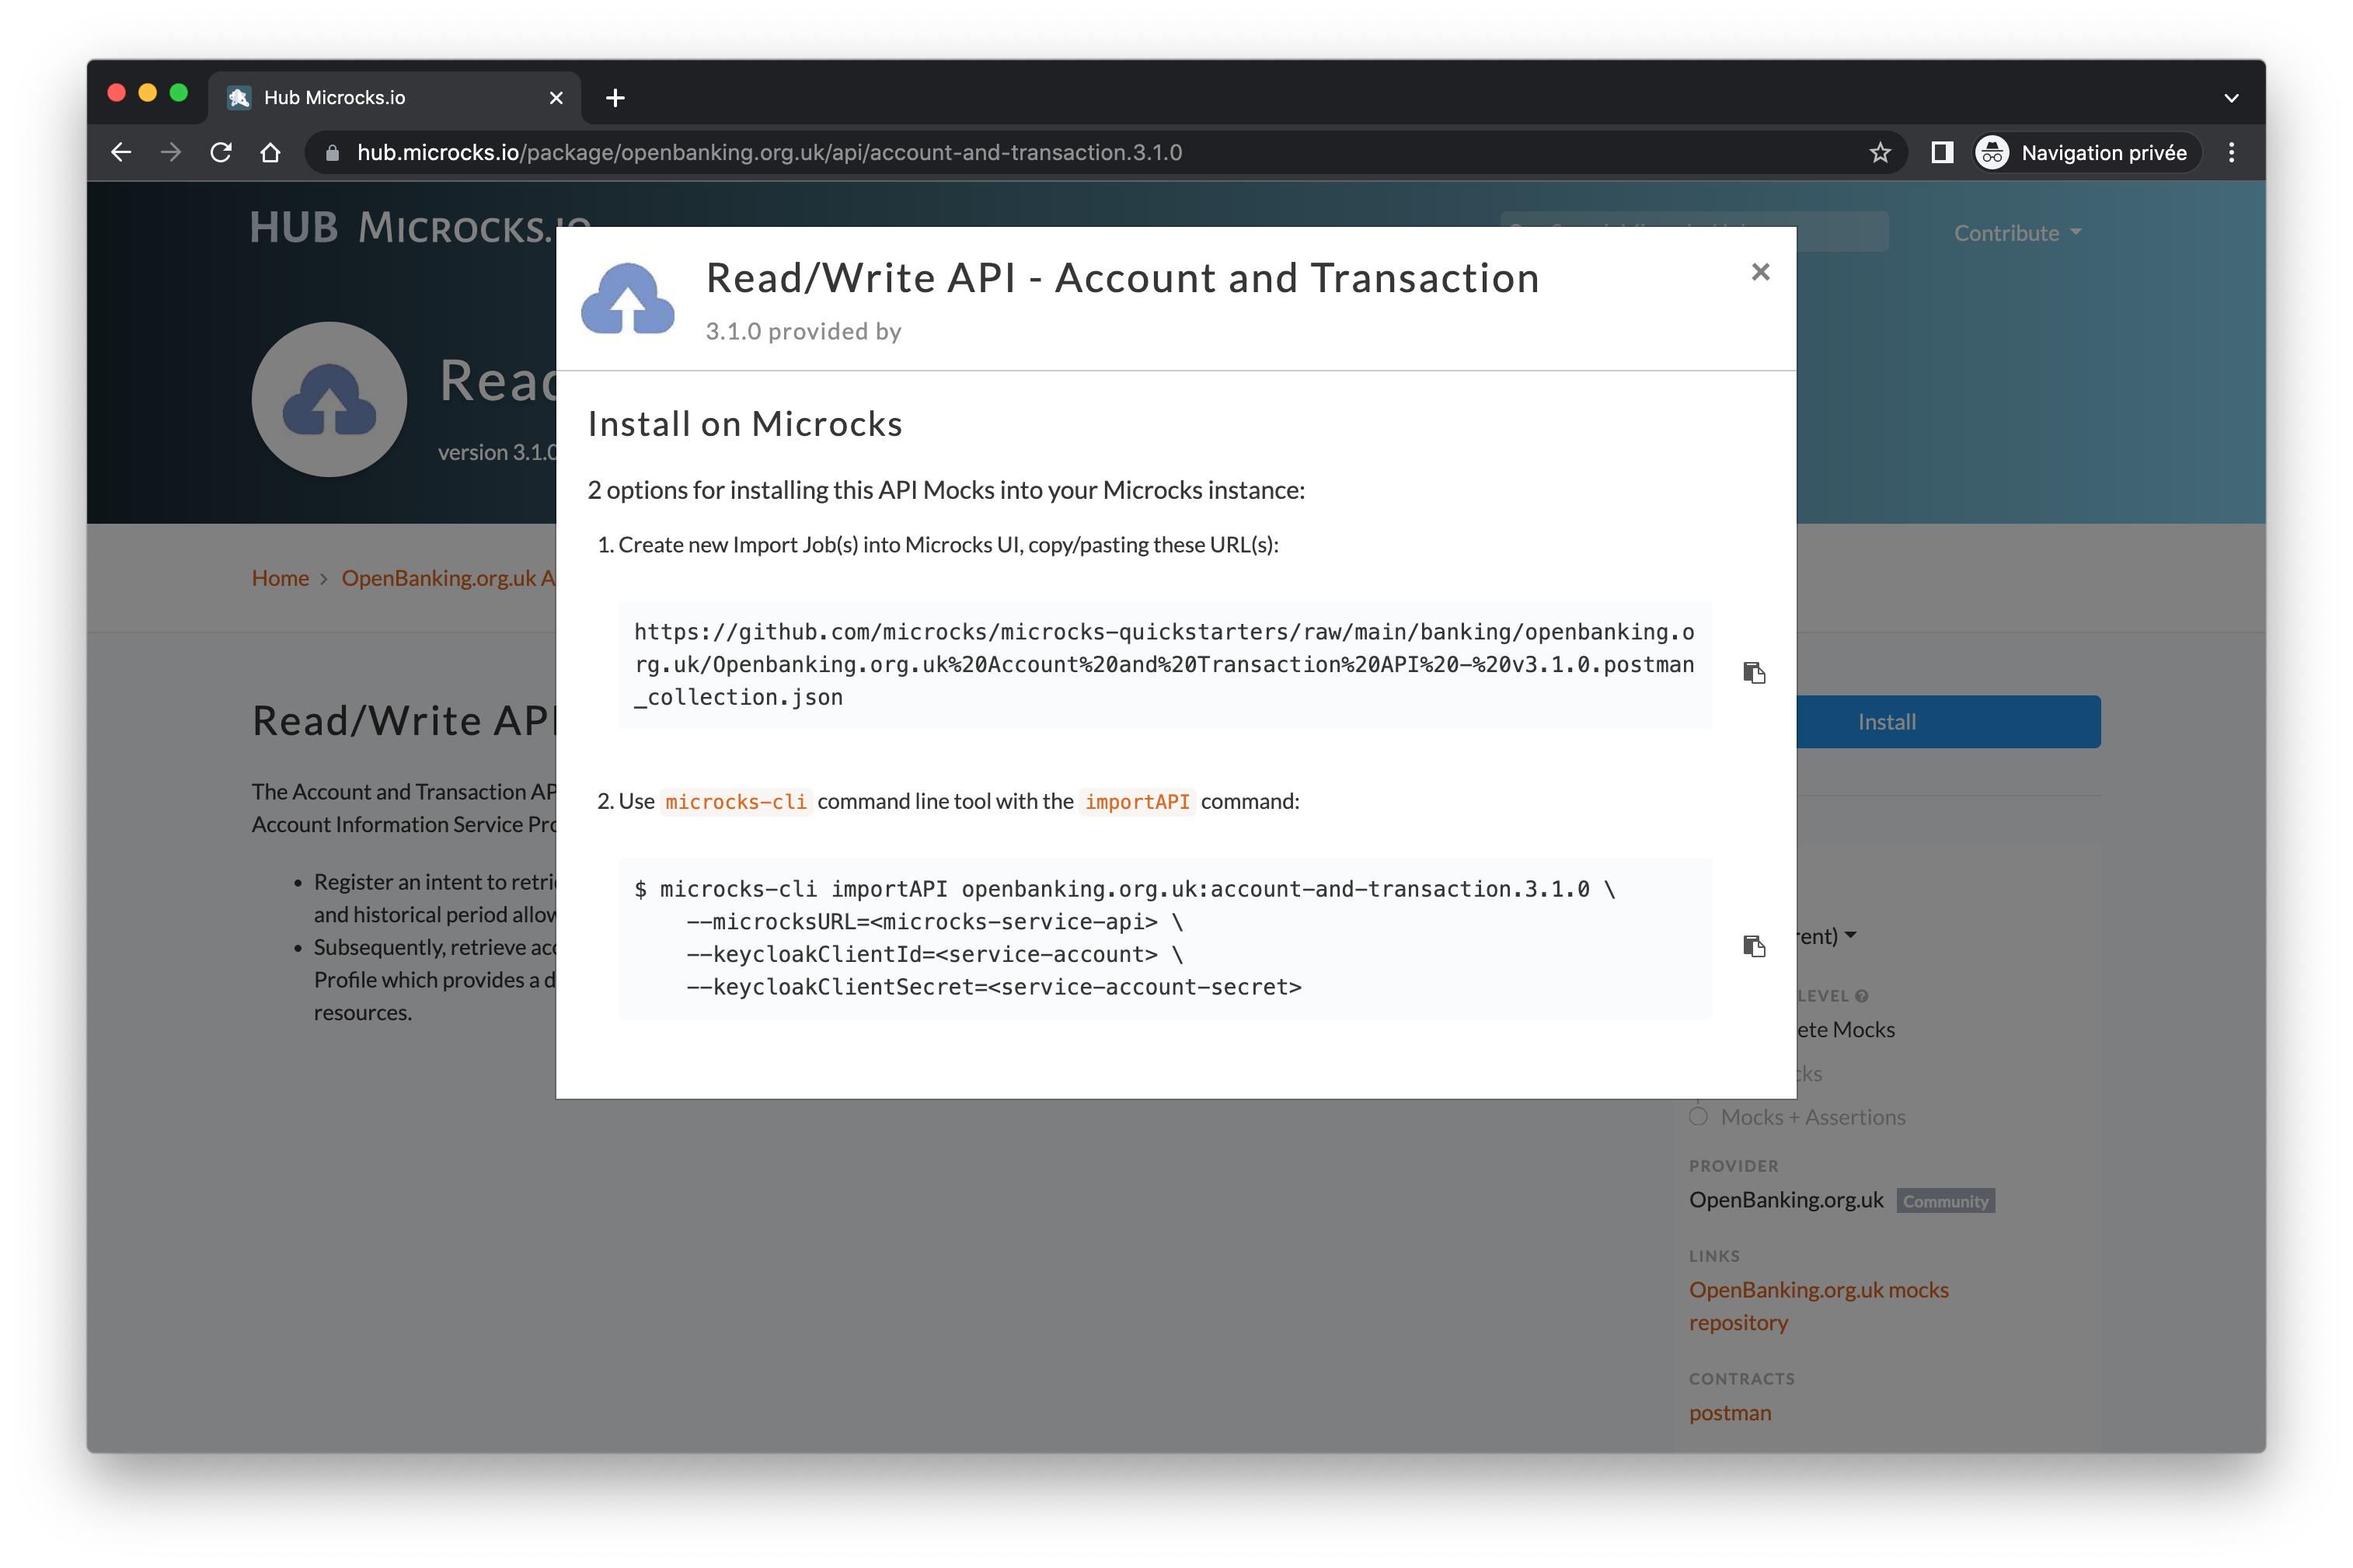 Hub Microcks.io
hub.microcks.io/package/openbanking.org.uk/api/account-and-transaction.3.1.0
Navigation privée
HUB MICROCKS.IO
Contribute
Read/Write API - Account and Transaction
3.1.0 provided by
Read
version 3.1.0
Install on Microcks
2 options for installing this API Mocks into your Microcks instance:
1. Create new Import Job(s) into Microcks UI, copy/pasting these URL(s):
Home > OpenBanking.org.uk A
https://github.com/microcks/microcks-quickstarters/raw/main/banking/openbanking.o
rg.uk/Openbanking.org.uk%20Account%20and%20Transaction%20API%20-%20v3.1.0.postman
_collection.json
Read/Write API
Install
The Account and Transaction AP
Account Information Service Pro
2. Use microcks-cli command line tool with the importAPI command:
• Register an intent to retri
and historical period allow
• Subsequently, retrieve acc
Profile which provides a d
resources.
$ microcks-cli importAPI openbanking.org.uk:account-and-transaction.3.1.0 \
--microcksURL=<microcks-service-api> \
--keycloakClientId=<service-account> \
--keycloakClientSecret=<service-account-secret>
rent)
LEVEL
ete Mocks
cks
Mocks + Assertions
PROVIDER
OpenBanking.org.uk Community
LINKS
OpenBanking.org.uk mocks
repository
CONTRACTS
postman